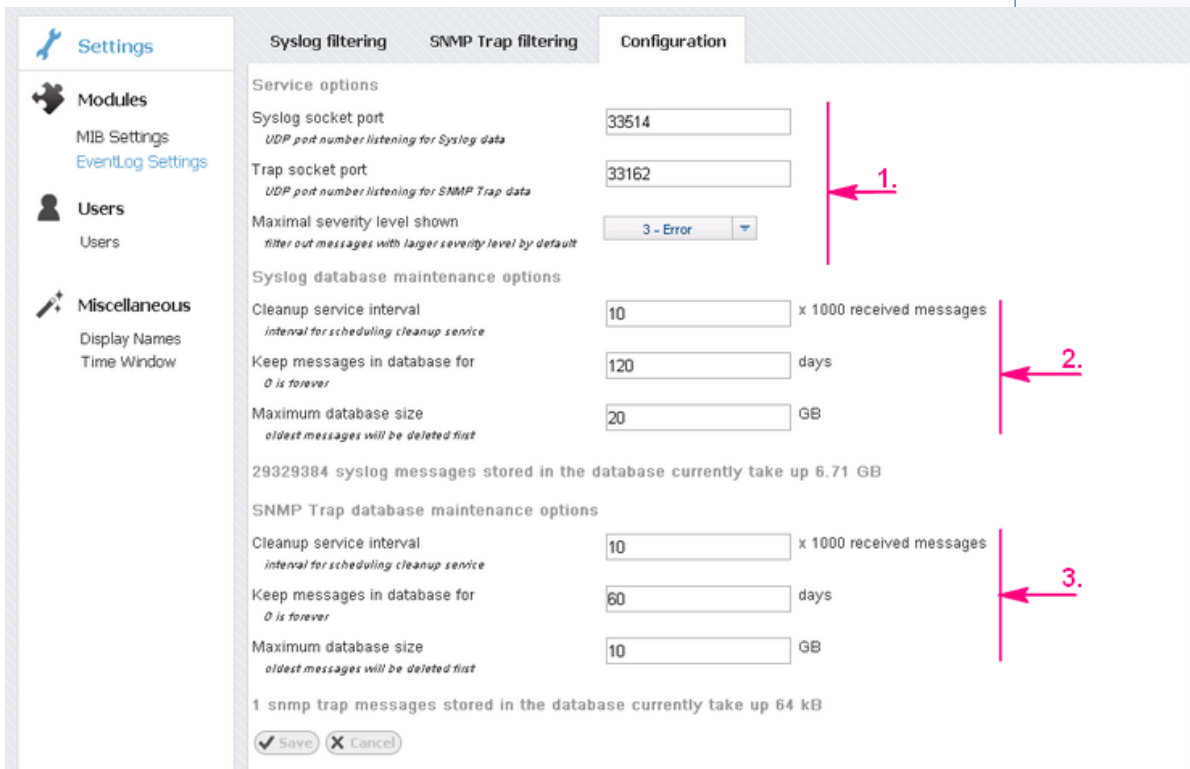 Settings
Modules
MIB Settings
EventLog Settings
Users
Users
Miscellaneous
Display Names
Time Window
Syslog filtering
SNMP Trap filtering
Configuration
Service options
Syslog socket port
33514
UDP port number listening for Syslog data
Trap socket port
33162
UDP port number listening for SNMP Trap data
Maximal severity level shown
3 - Error
filter out messages with larger severity level by default
1.
Syslog database maintenance options
Cleanup service interval
10 x 1000 received messages
interval for scheduling cleanup service
Keep messages in database for
120 days
0 is forever
Maximum database size
20 GB
oldest messages will be deleted first
2.
29329384 syslog messages stored in the database currently take up 6.71 GB
SNMP Trap database maintenance options
Cleanup service interval
10 x 1000 received messages
interval for scheduling cleanup service
Keep messages in database for
60 days
0 is forever
Maximum database size
10 GB
oldest messages will be deleted first
3.
1 snmp trap messages stored in the database currently take up 64 kB
Save
Cancel